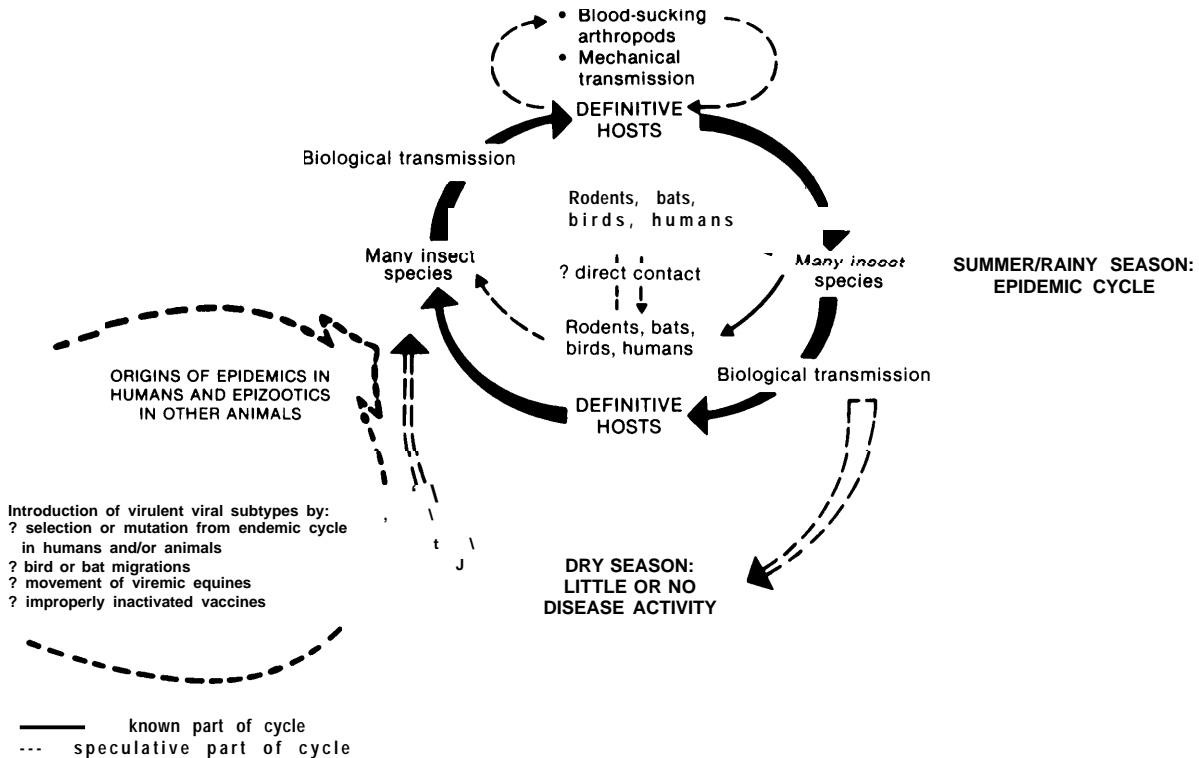 • Blood-sucking
arthropods
• Mechanical
transmission
DEFINITIVE
HOSTS
Biological transmission
Rodents, bats,
birds, humans
Many insect
species
? direct contact
Many insect
species
SUMMER/RAINY SEASON:
EPIDEMIC CYCLE
Rodents, bats,
birds, humans
Biological transmission
DEFINITIVE
HOSTS
ORIGINS OF EPIDEMICS IN
HUMANS AND EPIZOOTICS
IN OTHER ANIMALS
Introduction of virulent viral subtypes by:
? selection or mutation from endemic cycle
in humans and/or animals
? bird or bat migrations
? movement of viremic equines
? improperly inactivated vaccines
DRY SEASON:
LITTLE OR NO
DISEASE ACTIVITY
known part of cycle
--- speculative part of cycle